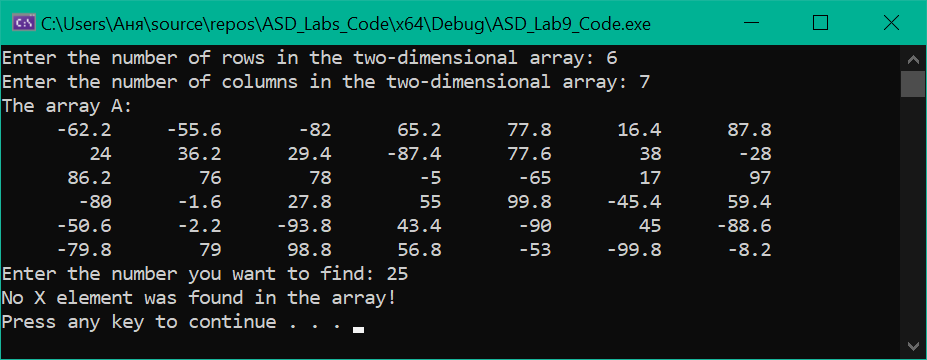 C:\Users\Аня\source\repos\ASD_Labs_Code\x64\Debug\ASD_Lab9_Code.exe
Enter the number of rows in the two-dimensional array: 6
Enter the number of columns in the two-dimensional array: 7
The array A:
-62.2 -55.6 -82 65.2 77.8 16.4 87.8
24 36.2 29.4 -87.4 77.6 38 -28
86.2 76 78 -5 -65 17 97
-80 -1.6 27.8 55 99.8 -45.4 59.4
-50.6 -2.2 -93.8 43.4 -90 45 -88.6
-79.8 79 98.8 56.8 -53 -99.8 -8.2
Enter the number you want to find: 25
No X element was found in the array!
Press any key to continue . . .